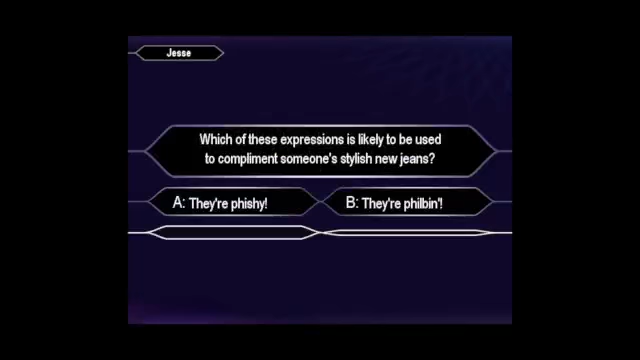 Jesse
Which of these expressions is likely to be used
to compliment someone's stylish new jeans?
A: They're phishy!
B: They're philbin'!